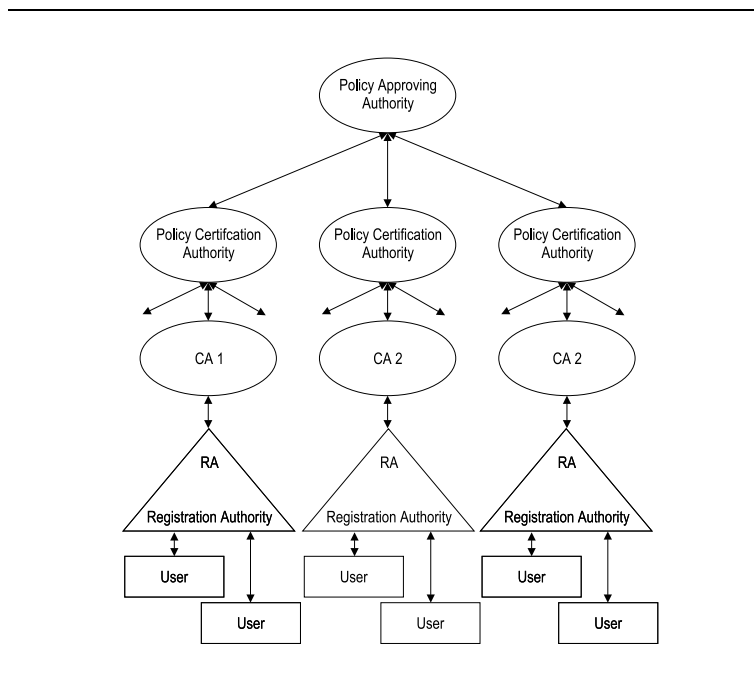 Policy Approving
Authority
Policy Certifcation
Authority
Policy Certification
Authority
Policy Certification
Authority
CA 1
CA 2
CA 2
RA
Registration Authority
RA
Registration Authority
RA
Registration Authority
User
User
User
User
User
User